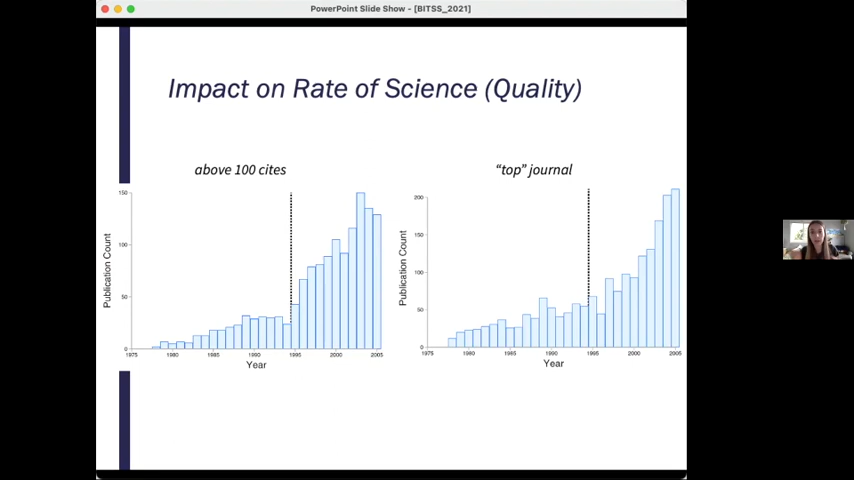 PowerPoint Slide Show - [BITSS_2021]
Impact on Rate of Science (Quality)
above 100 cites
150
100
50
0
Publication Count
1975 1980 1985 1990 1995 2000 2005
Year
"top" journal
200
150
100
50
0
Publication Count
1975 1980 1985 1990 1995 2000 2005
Year